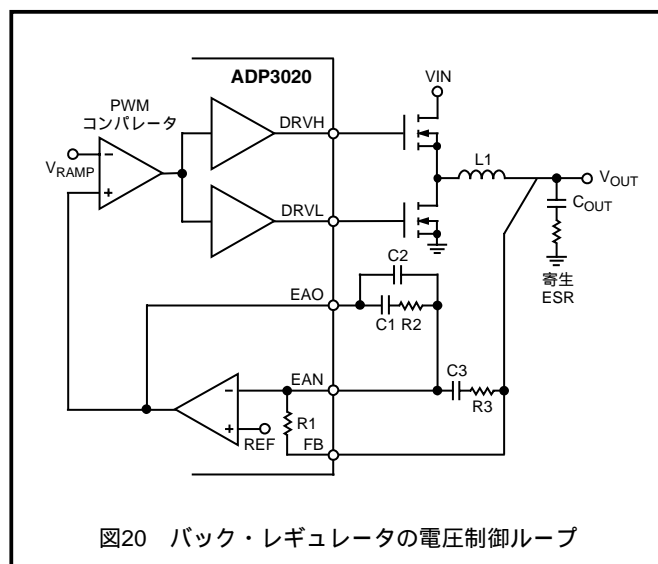 ADP3020
VIN
PWM
コンパレータ
DRVH
VRAMP
−
+
L1
VOUT
COUT
DRVL
寄生
ESR
C2
EAO
C1 R2
EAN
C3
−
R1
R3
+
REF
FB
図20 バック・レギュレータの電圧制御ループ